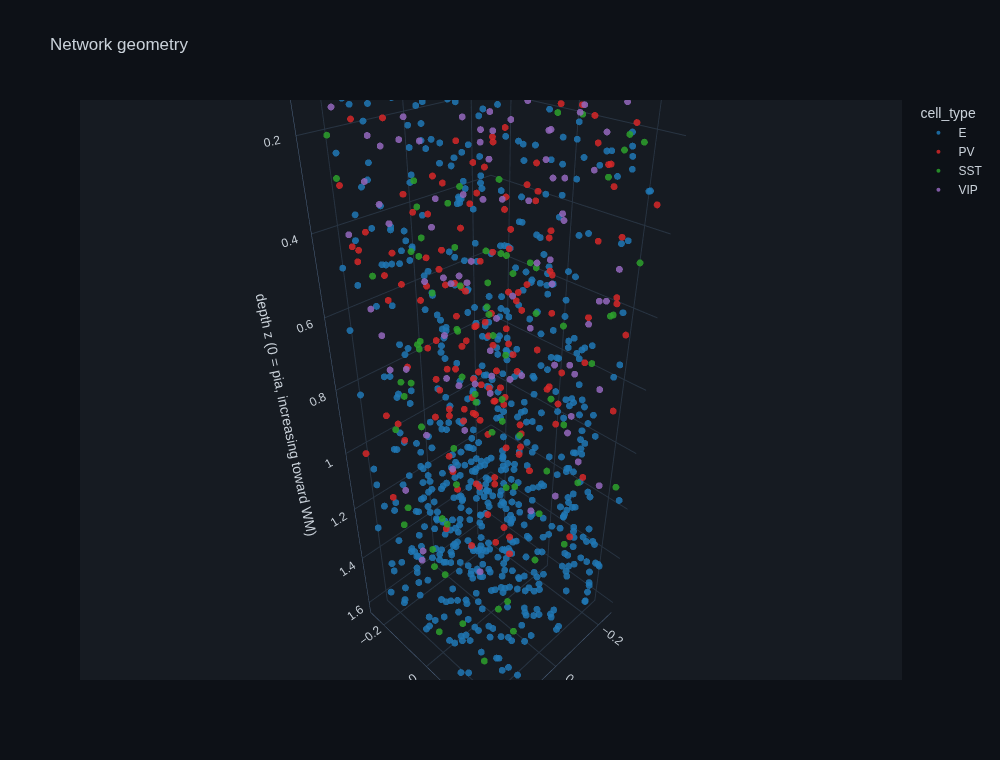 Network geometry
cell_type
E
PV
SST
VIP
0.2
0.4
0.6
0.8
1
1.2
1.4
1.6
depth z (0 = pia, increasing toward WM)
−0.2
0
−0.2
0